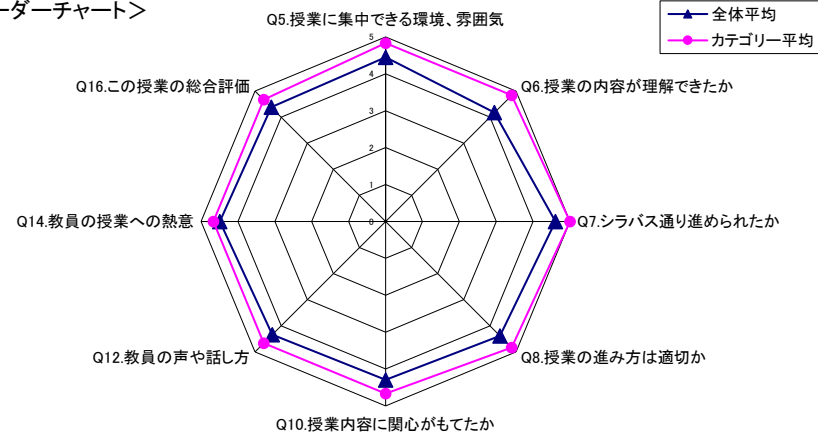 ーダーチャート＞
全体平均
カテゴリー平均
Q5.授業に集中できる環境、雰囲気
Q6.授業の内容が理解できたか
Q7.シラバス通り進められたか
Q8.授業の進み方は適切か
Q10.授業内容に関心がもてたか
Q12.教員の声や話し方
Q14.教員の授業への熱意
Q16.この授業の総合評価
5
4
3
2
1
0